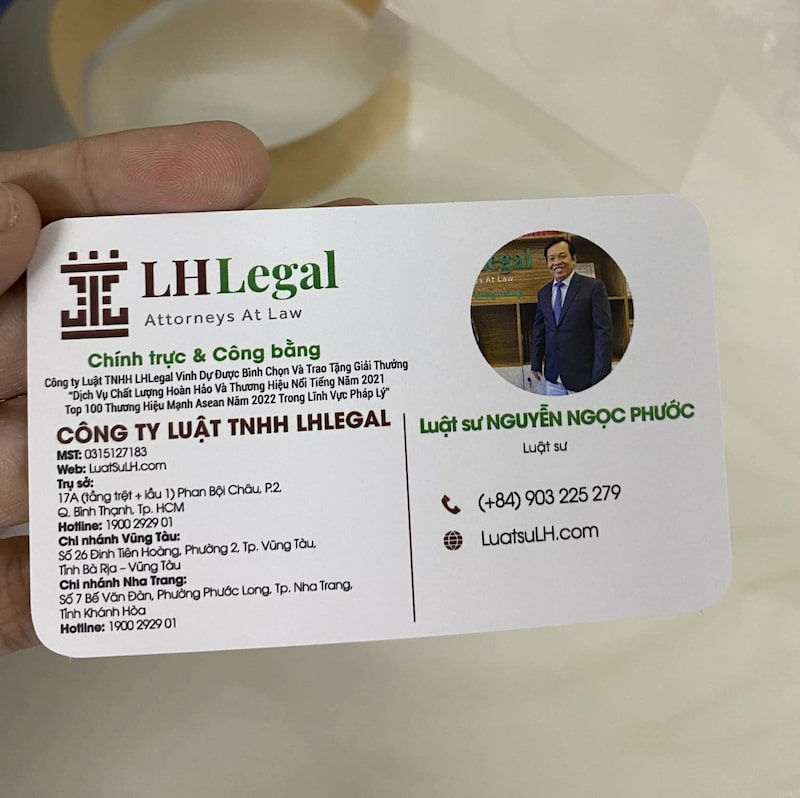 LHLegal
Attorneys At Law
Chính trực & Công bằng
Công ty Luật TNHH LHLegal Vinh Dự Được Bình Chọn Và Trao Tặng Giải Thưởng
"Dịch Vụ Chất Lượng Hoàn Hảo Và Thương Hiệu Nổi Tiếng Năm 2021
Top 100 Thương Hiệu Mạnh Asean Năm 2022 Trong Lĩnh Vực Pháp Lý"
CÔNG TY LUẬT TNHH LHLEGAL
MST: 0315127183
Web: LuatSuLH.com
Trụ sở:
17A (tầng trệt + lầu 1) Phan Bội Châu, P.2,
Q. Bình Thạnh, Tp. HCM
Hotline: 1900 2929 01
Chi nhánh Vũng Tàu:
Số 26 Đinh Tiên Hoàng, Phường 2, Tp. Vũng Tàu,
Tỉnh Bà Rịa – Vũng Tàu
Chi nhánh Nha Trang:
Số 7 Bế Văn Đàn, Phường Phước Long, Tp. Nha Trang,
Tỉnh Khánh Hòa
Hotline: 1900 2929 01
egal
s At Law
Luật sư NGUYỄN NGỌC PHƯỚC
Luật sư
(+84) 903 225 279
LuatsuLH.com